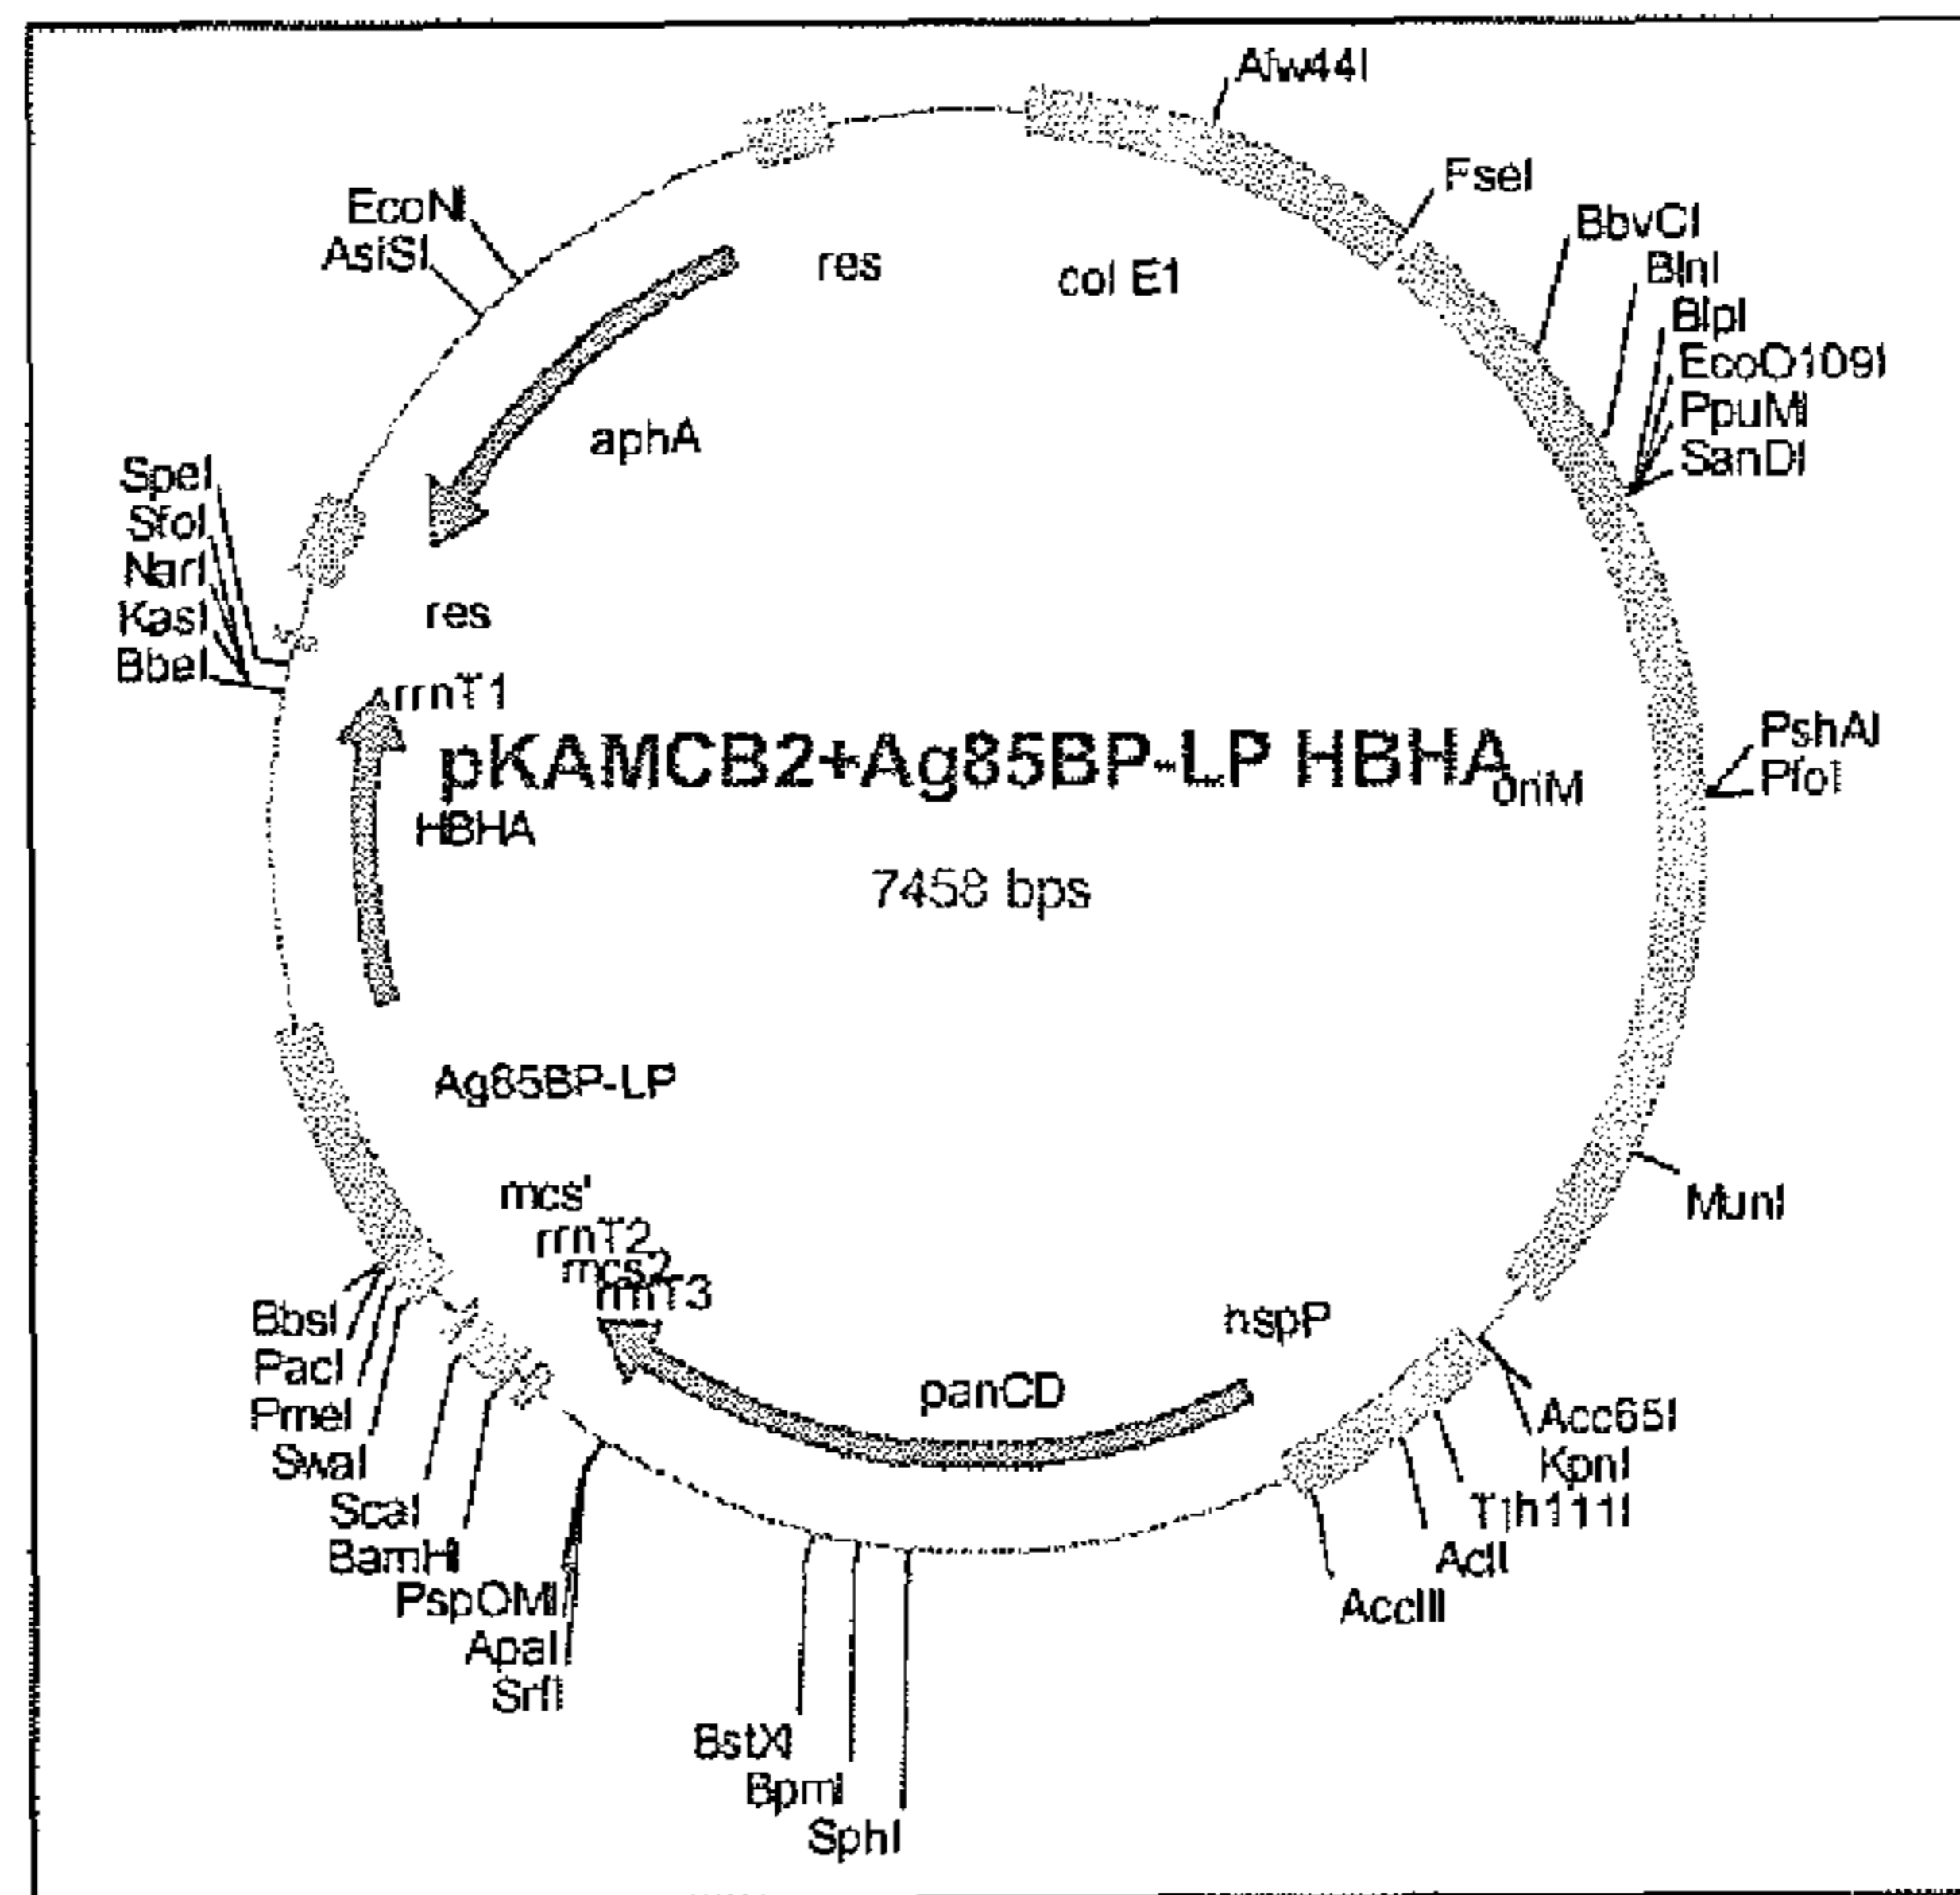 Afw44I
FseI
BbvCI
BlnI
BlpI
EcoO109I
PpuMI
SanDI
EcoNI
AsiSI
res
col E1
aphA
SpeI
SfoI
NarI
KasI
BbeI
res
rrnT1
pKAMCB2+Ag85BP-LP HBHA
oriM
HBHA
7458 bps
PshAI
PfoI
Ag85BP-LP
mcs'
rrnT2
mcs2
rrnT3
MunI
hspP
panCD
BbsI
PacI
PmeI
SwaI
ScaI
BamHI
PspOMI
ApaI
SrfI
BstXI
BpmI
SphI
Acc65I
KpnI
Tth111I
AclI
AccIII